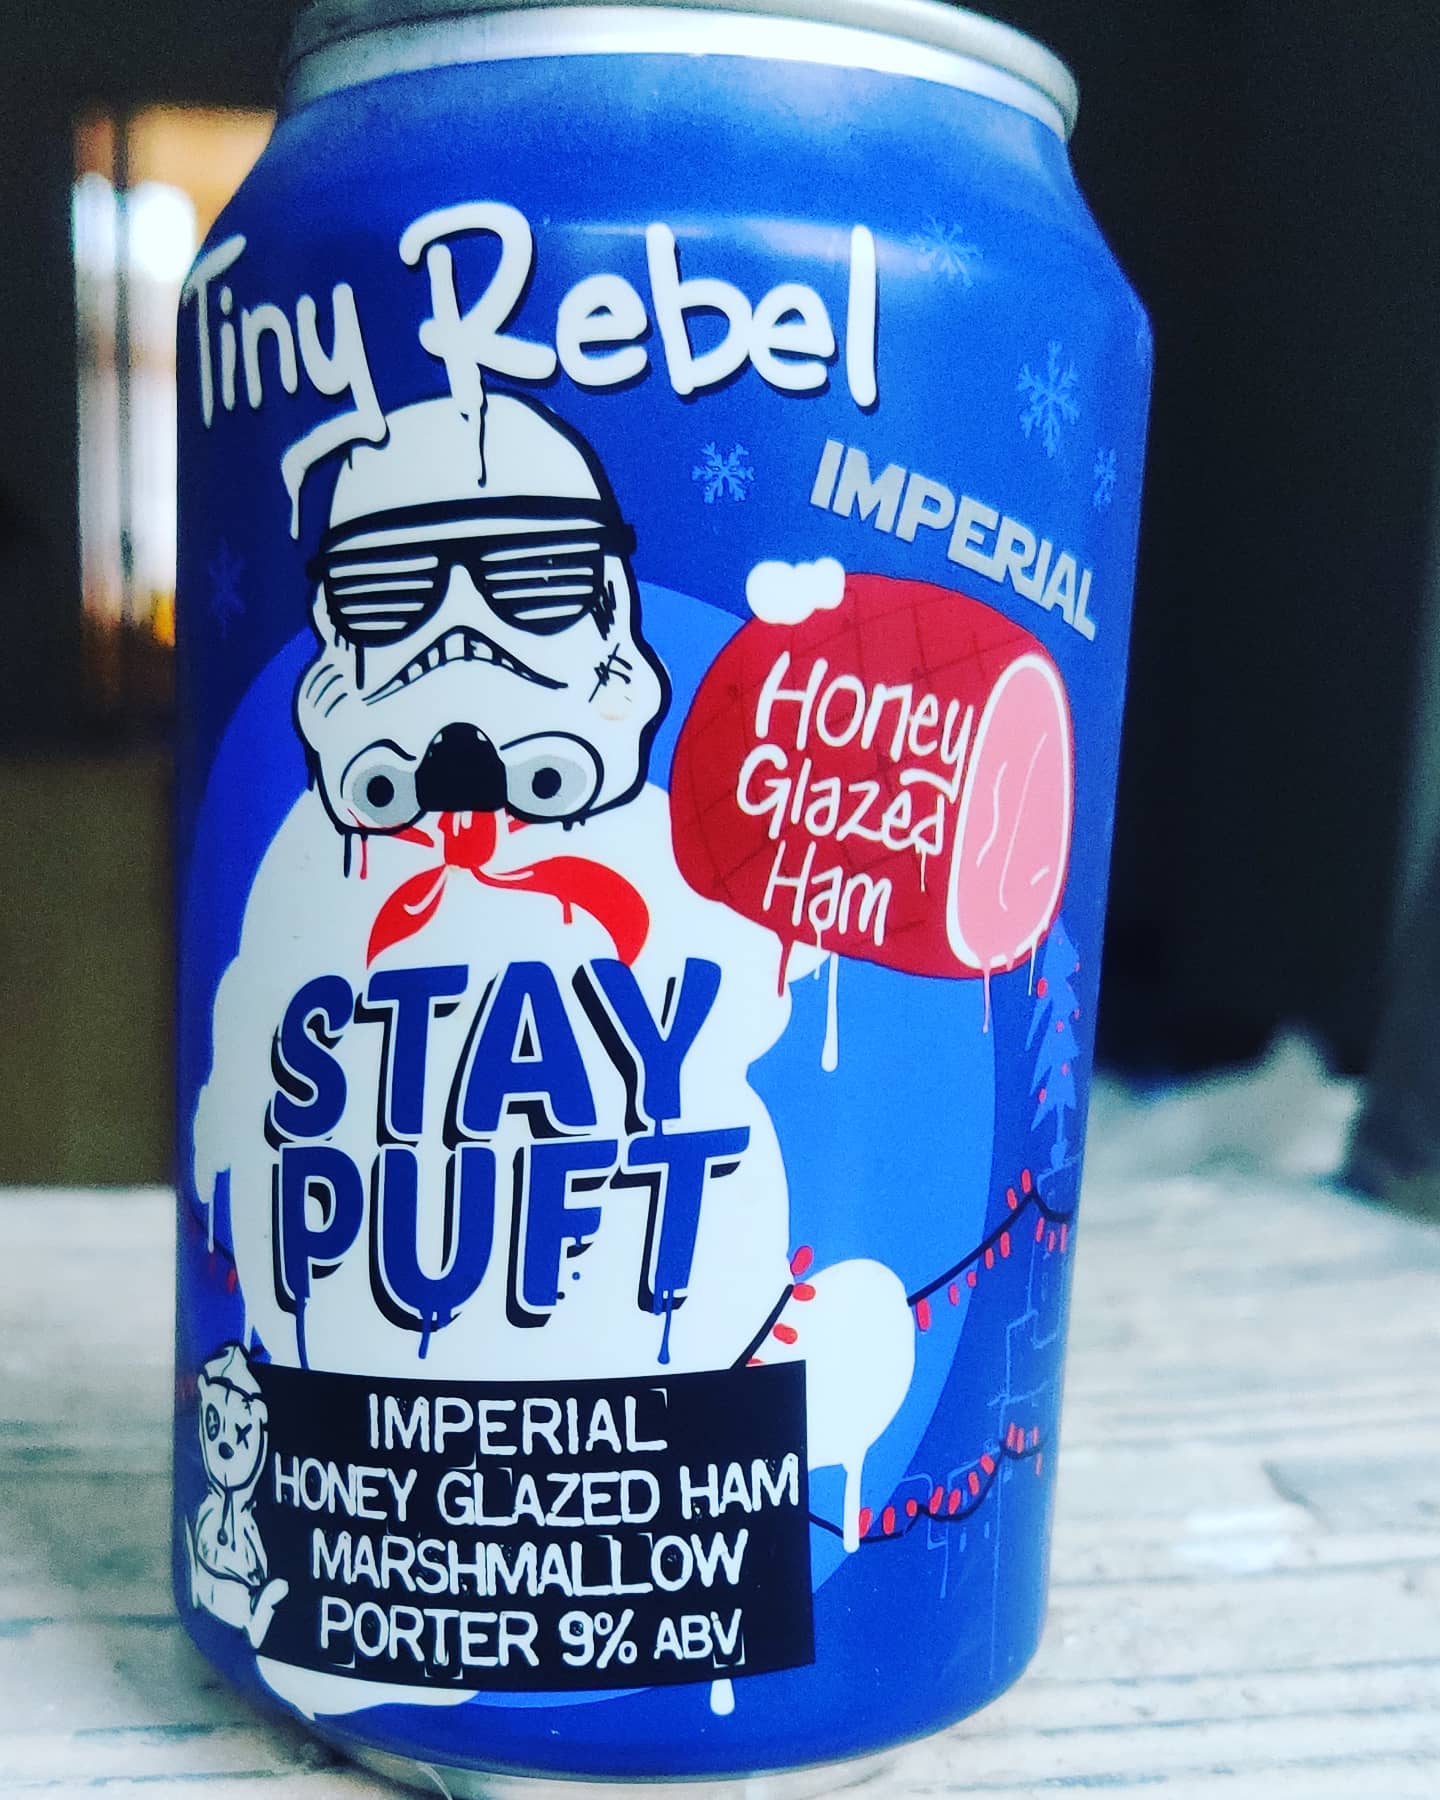 Tiny Rebel
IMPERIAL
Honey
Glazed
Ham
STAY
PUFT
IMPERIAL
HONEY GLAZED HAM
MARSHMALLOW
PORTER 9% ABV